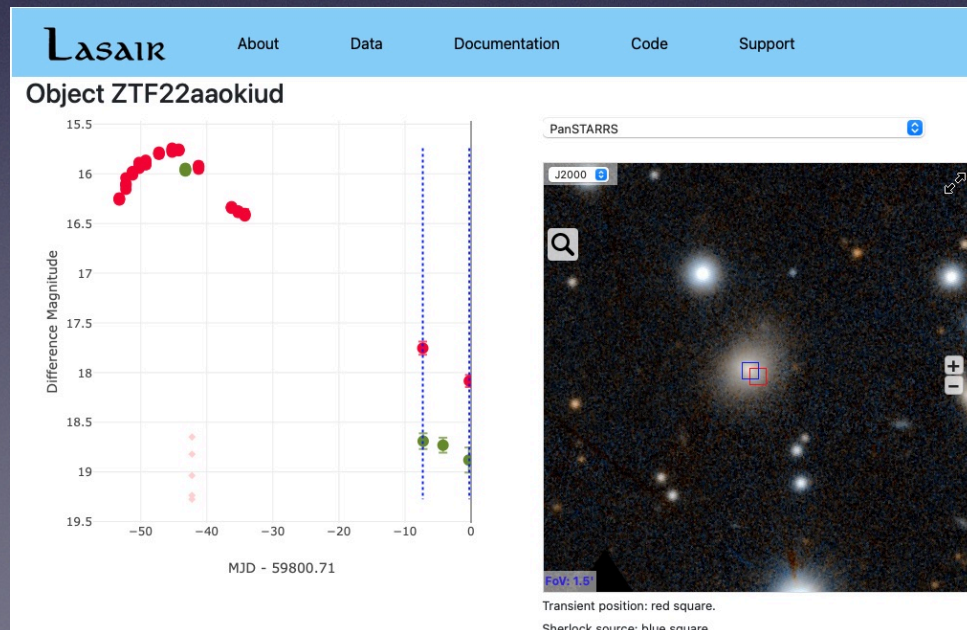 LASAIR About Data Documentation Code Support
Object ZTF22aaokiud
PanSTARRS
J2000
15.5
16
16.5
17
17.5
18
18.5
19
19.5
Difference Magnitude
−50 −40 −30 −20 −10 0
MJD - 59800.71
+
−
FoV: 1.5'
Transient position: red square.
Sherlock source: blue square.